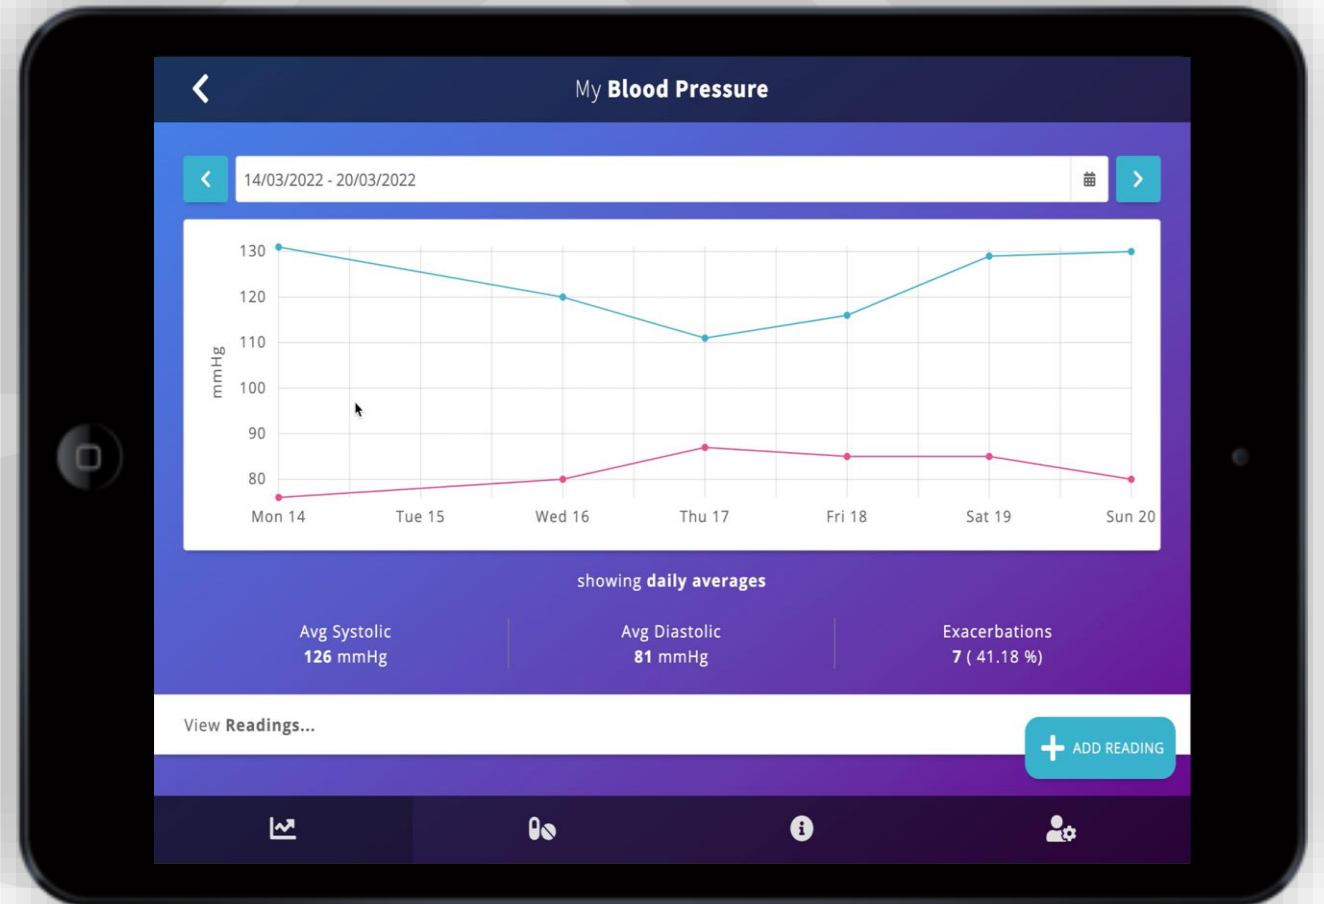 My Blood Pressure
14/03/2022 - 20/03/2022
130
120
110
100
90
80
mmHg
Mon 14 Tue 15 Wed 16 Thu 17 Fri 18 Sat 19 Sun 20
showing daily averages
Avg Systolic
126 mmHg
Avg Diastolic
81 mmHg
Exacerbations
7 ( 41.18 %)
View Readings...
ADD READING